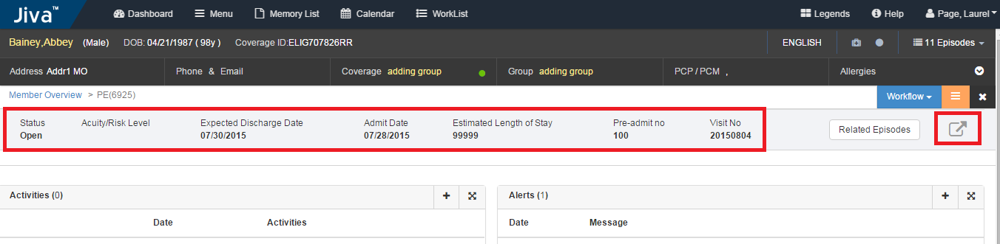 Jiva™ Dashboard Menu Memory List Calendar WorkList Legends Help Page, Laurel
Bainey,Abbey (Male) DOB: 04/21/1987 ( 98y ) Coverage ID:ELIG707826RR ENGLISH 11 Episodes
Address Addr1 MO Phone & Email Coverage adding group Group adding group PCP / PCM , Allergies
Member Overview > PE(6925) Workflow
Status Acuity/Risk Level Expected Discharge Date Admit Date Estimated Length of Stay Pre-admit no Visit No
Open 07/30/2015 07/28/2015 99999 100 20150804
Related Episodes
Activities (0) Alerts (1)
Date Activities Date Message